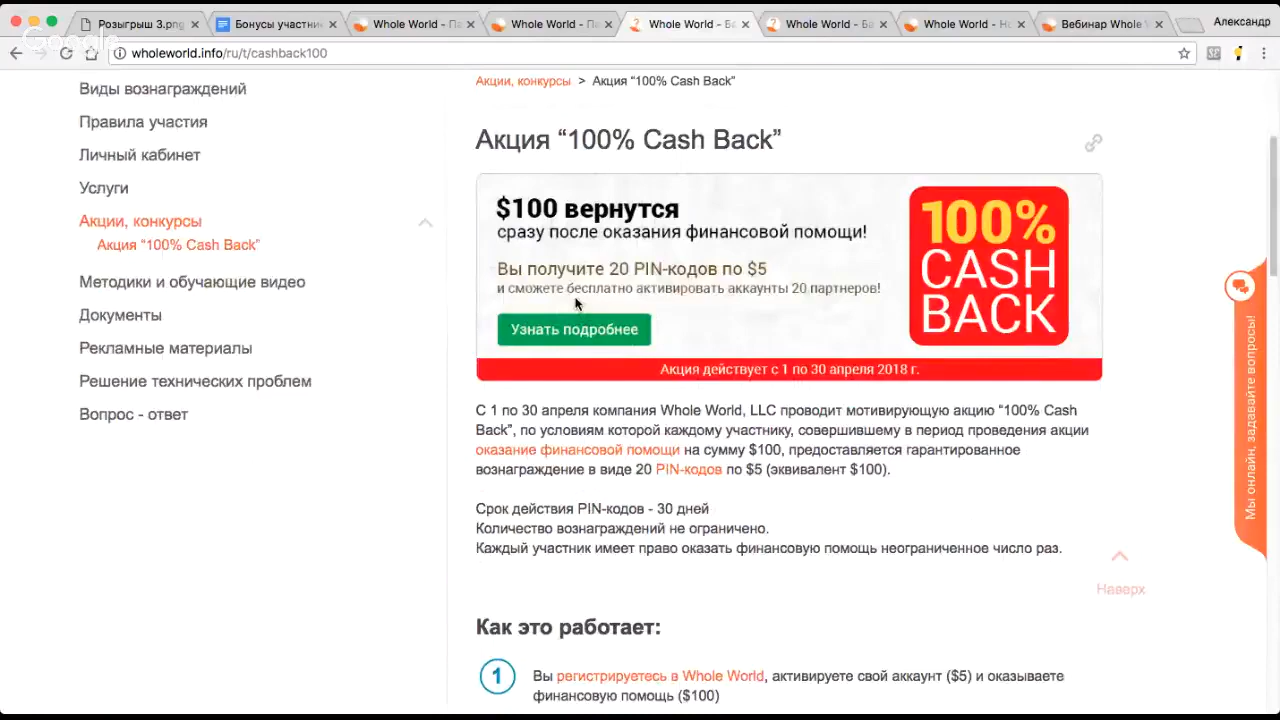 Розыгрыш 3.png
Бонусы участни
Whole World - Па
Whole World - Па
Whole World - Бе
Whole World - Ба
Whole World - Но
Вебинар Whole
Александр
Google
wholeworld.info/ru/t/cashback100
Виды вознаграждений
Правила участия
Личный кабинет
Услуги
Акции, конкурсы
Акция “100% Cash Back”
Методики и обучающие видео
Документы
Рекламные материалы
Решение технических проблем
Вопрос - ответ
Акции, конкурсы > Акция “100% Cash Back”
Акция “100% Cash Back”
$100 вернутся
сразу после оказания финансовой помощи!
Вы получите 20 PIN-кодов по $5
и сможете бесплатно активировать аккаунты 20 партнеров!
Узнать подробнее
100%
CASH
BACK
Акция действует с 1 по 30 апреля 2018 г.
С 1 по 30 апреля компания Whole World, LLC проводит мотивирующую акцию “100% Cash
Back”, по условиям которой каждому участнику, совершившему в период проведения акции
оказание финансовой помощи на сумму $100, предоставляется гарантированное
вознаграждение в виде 20 PIN-кодов по $5 (эквивалент $100).
Срок действия PIN-кодов - 30 дней
Количество вознаграждений не ограничено.
Каждый участник имеет право оказать финансовую помощь неограниченное число раз.
Наверх
Как это работает:
1
Вы регистрируетесь в Whole World, активируете свой аккаунт ($5) и оказываете
финансовую помощь ($100)
Мы онлайн, задавайте вопросы!